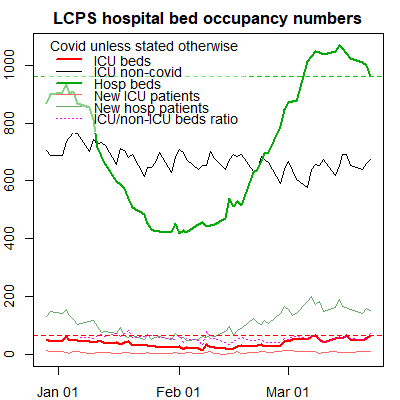 LCPS hospital bed occupancy numbers
Covid unless stated otherwise
ICU beds
ICU non-covid
Hosp beds
New ICU patients
New hosp patients
ICU/non-ICU beds ratio
1000
800
600
400
200
0
Jan 01
Feb 01
Mar 01